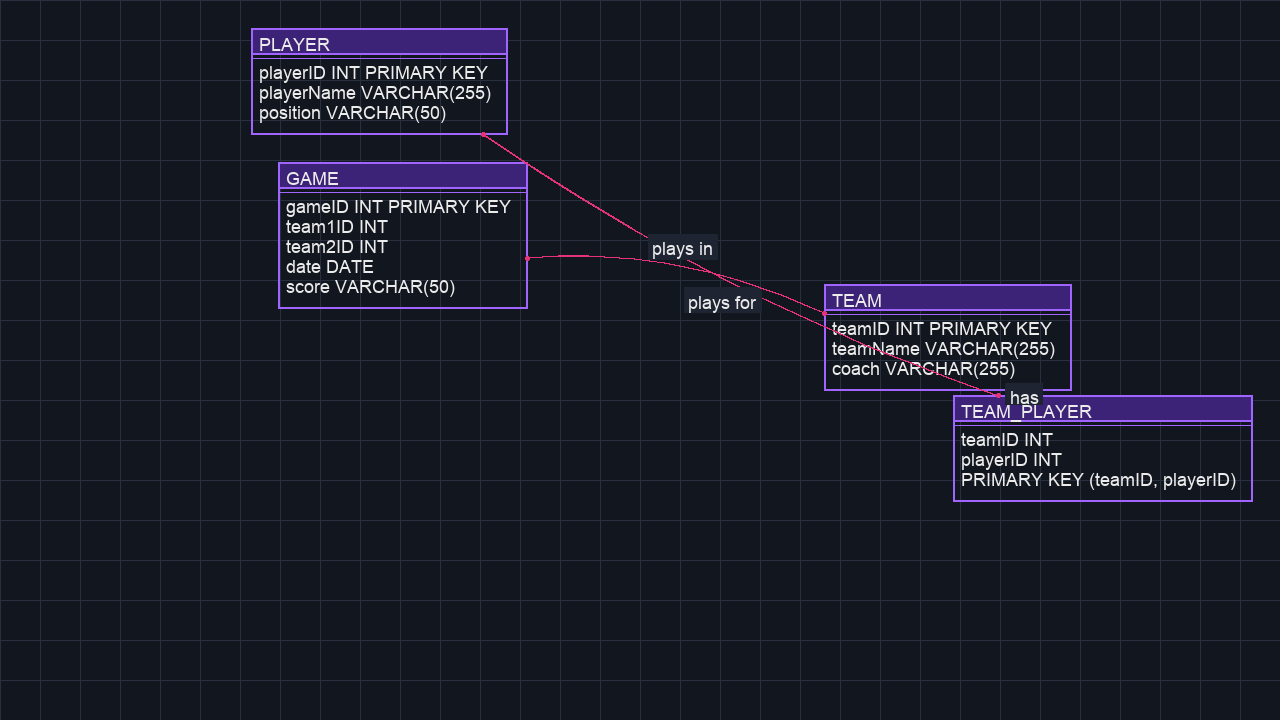 PLAYER
playerID INT PRIMARY KEY
playerName VARCHAR(255)
position VARCHAR(50)
GAME
gameID INT PRIMARY KEY
team1ID INT
team2ID INT
date DATE
score VARCHAR(50)
plays in
plays for
TEAM
teamID INT PRIMARY KEY
teamName VARCHAR(255)
coach VARCHAR(255)
has
TEAM_PLAYER
teamID INT
playerID INT
PRIMARY KEY (teamID, playerID)